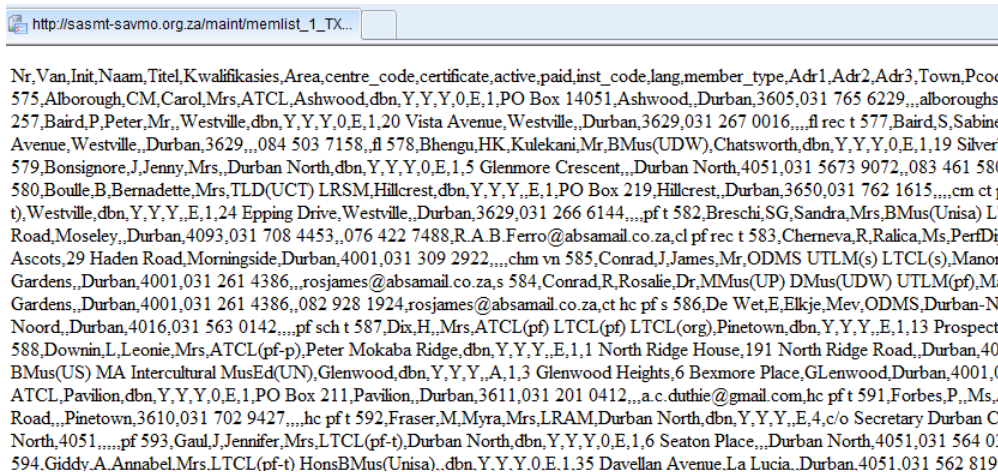 http://sasmt-savmo.org.za/maint/memlist_1_TX...
Nr,Van,Init,Naam,Titel,Kwalifikasies,Area,centre_code,certificate,active,paid,inst_code,lang,member_type,Adr1,Adr2,Adr3,Town,Pcod
575,Alborough,CM,Carol,Mrs,ATCL,Ashwood,dbn,Y,Y,Y,0,E,1,PO Box 14051,Ashwood,,Durban,3605,031 765 6229,,,alboroughs
257,Baird,P,Peter,Mr,,Westville,dbn,Y,Y,Y,0,E,1,20 Vista Avenue,Westville,,Durban,3629,031 267 0016,,,,fl rec t 577,Baird,S,Sabine
Avenue,Westville,,Durban,3629,,,084 503 7158,,fl 578,Bhengu,HK,Kulekani,Mr,BMus(UDW),Chatsworth,dbn,Y,Y,Y,0,E,1,19 Silver
579,Bonsignore,J,Jenny,Mrs,,Durban North,dbn,Y,Y,Y,0,E,1,5 Glenmore Crescent,,,Durban North,4051,031 5673 9072,,083 461 580
580,Boulle,B,Bernadette,Mrs,TLD(UCT) LRSM,Hillcrest,dbn,Y,Y,Y,,E,1,PO Box 219,Hillcrest,,Durban,3650,031 762 1615,,,,cm ct p
t),Westville,dbn,Y,Y,Y,,E,1,24 Epping Drive,Westville,,Durban,3629,031 266 6144,,,,pf t 582,Breschi,SG,Sandra,Mrs,BMus(Unisa) LT
Road,Moseley,,Durban,4093,031 708 4453,,076 422 7488,R.A.B.Ferro@absamail.co.za,cl pf rec t 583,Cherneva,R,Ralica,Ms,PerfDi
Ascots,29 Haden Road,Morningside,Durban,4001,031 309 2922,,,,chm vn 585,Conrad,J,James,Mr,ODMS UTLM(s) LTCL(s),Manor
Gardens,,Durban,4001,031 261 4386,,,rosjames@absamail.co.za,s 584,Conrad,R,Rosalie,Dr,MMus(UP) DMus(UDW) UTLM(pf),Ma
Gardens,,Durban,4001,031 261 4386,,082 928 1924,rosjames@absamail.co.za,ct hc pf s 586,De Wet,E,Elkje,Mev,ODMS,Durban-N
Noord,,Durban,4016,031 563 0142,,,,pf sch t 587,Dix,H,,Mrs,ATCL(pf) LTCL(pf) LTCL(org),Pinetown,dbn,Y,Y,Y,,E,1,13 Prospect
588,Downin,L,Leonie,Mrs,ATCL(pf-p),Peter Mokaba Ridge,dbn,Y,Y,Y,,E,1,1 North Ridge House,191 North Ridge Road,,Durban,40
BMus(US) MA Intercultural MusEd(UN),Glenwood,dbn,Y,Y,Y,,A,1,3 Glenwood Heights,6 Bexmore Place,GLenwood,Durban,4001,0
ATCL,Pavilion,dbn,Y,Y,Y,0,E,1,PO Box 211,Pavilion,,Durban,3611,031 201 0412,,,a.c.duthie@gmail.com,hc pf t 591,Forbes,P,,Ms,A
Road,,,Pinetown,3610,031 702 9427,,,,hc pf t 592,Fraser,M,Myra,Mrs,LRAM,Durban North,dbn,Y,Y,Y,,E,4,c/o Secretary Durban C
North,4051,,,,,pf 593,Gaul,J,Jennifer,Mrs,LTCL(pf-t),Durban North,dbn,Y,Y,Y,0,E,1,6 Seaton Place,,,Durban North,4051,031 564 03
594,Giddy,A,Annabel,Mrs,LTCL(pf-t) HonsBMus(Unisa),,dbn,Y,Y,Y,0,E,1,35 Davellan Avenue,La Lucia,,Durban,4051,031 562 819